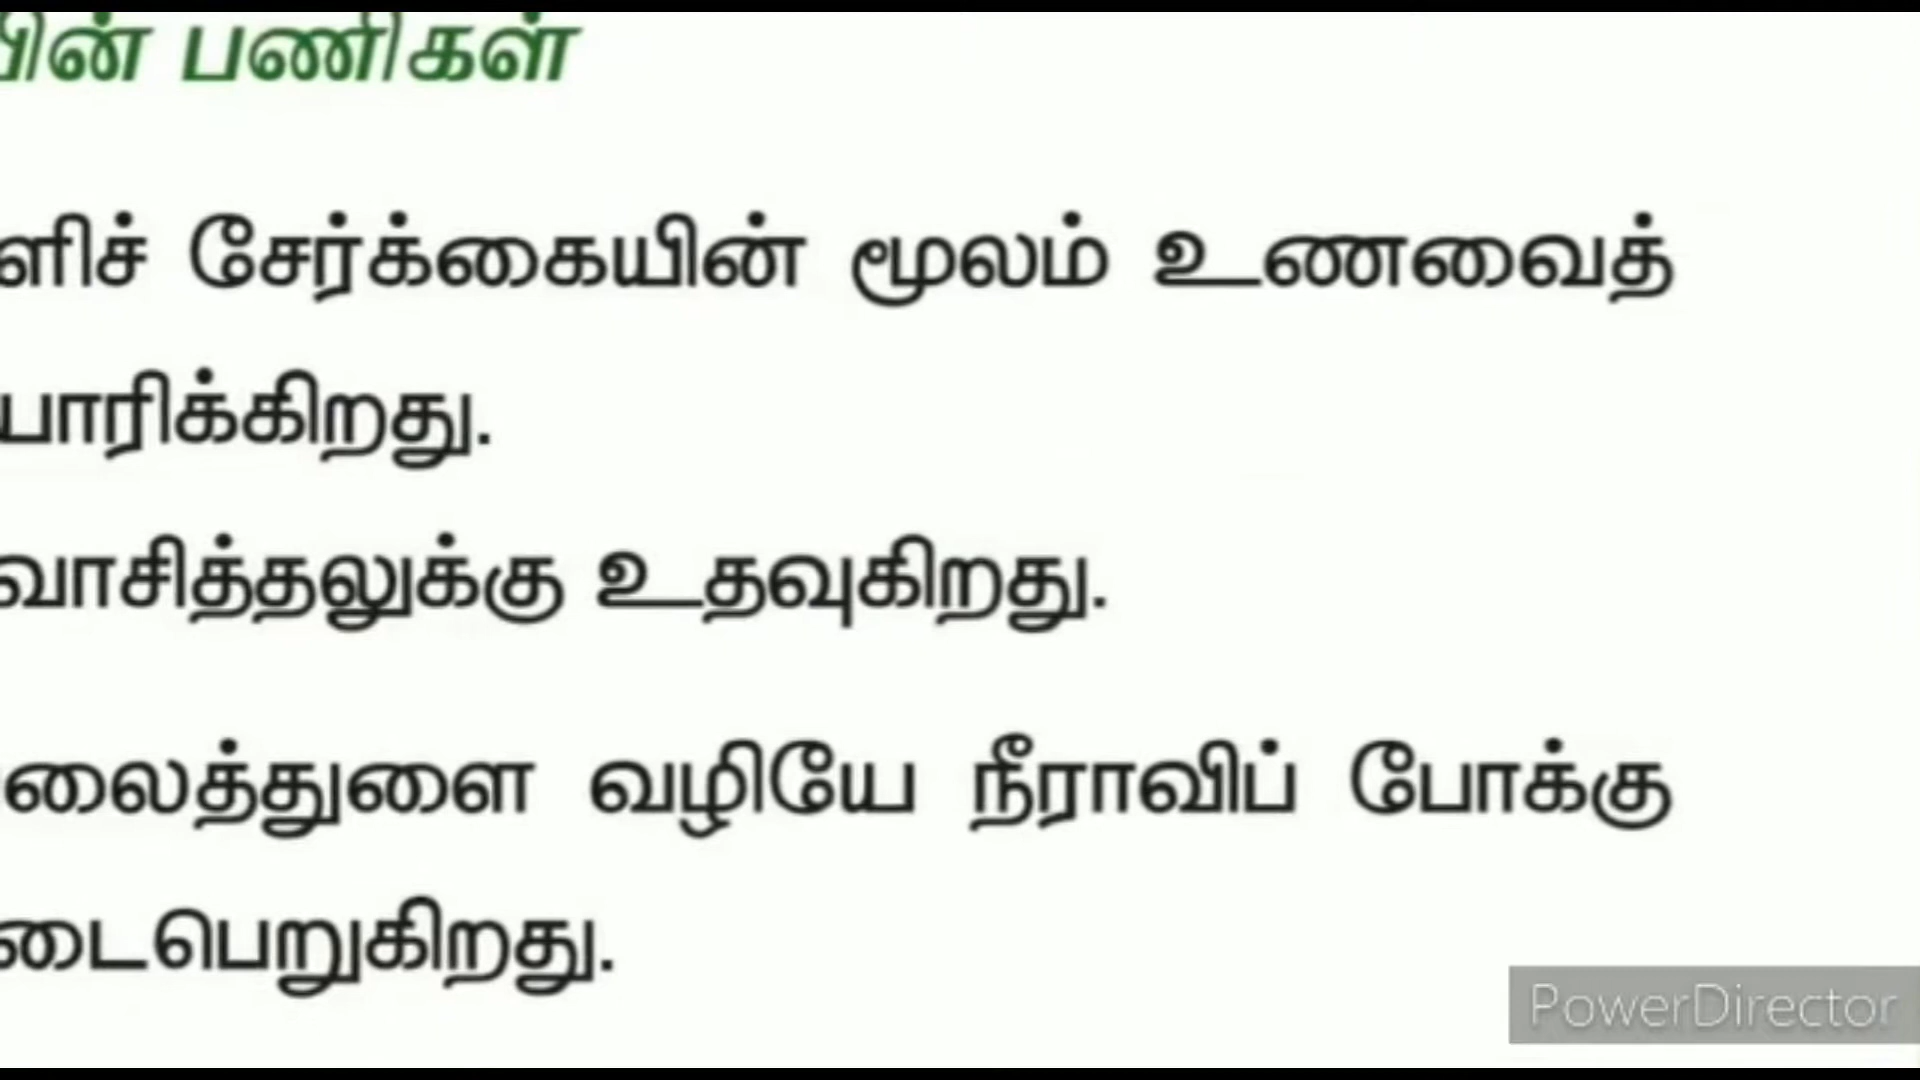 யின் பணிகள்
ளிச் சேர்க்கையின் மூலம் உணவைத்
யாரிக்கிறது.
வாசித்தலுக்கு உதவுகிறது.
லைத்துளை வழியே நீராவிப் போக்கு
டைபெறுகிறது.
PowerDirector